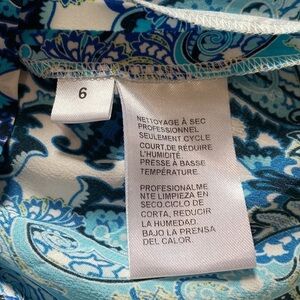 6
NETTOYAGE À SEC
PROFESSIONNEL
SEULEMENT CYCLE
COURT.DE RÉDUIRE
L'HUMIDITÉ.
PRESSE À BASSE
TEMPÉRATURE.
PROFESIONALME
NTE LIMPIEZA EN
SECO.CICLO DE
CORTA, REDUCIR
LA HUMEDAD.
BAJO LA PRENSA
DEL CALOR.